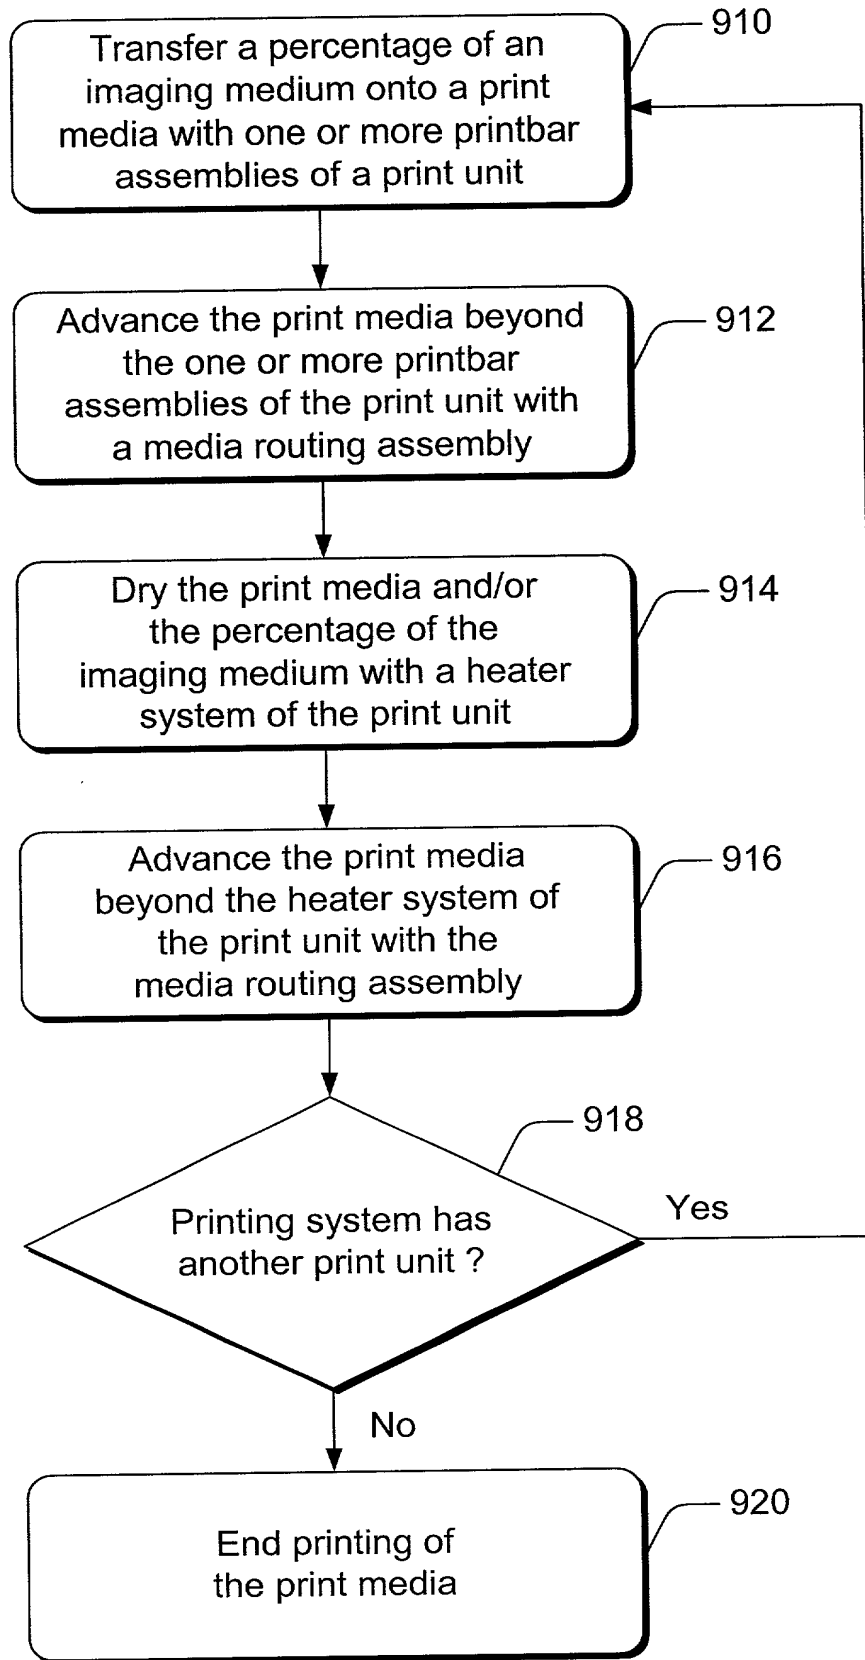 Transfer a percentage of an
imaging medium onto a print
media with one or more printbar
assemblies of a print unit
910
Advance the print media beyond
the one or more printbar
assemblies of the print unit with
a media routing assembly
912
Dry the print media and/or
the percentage of the
imaging medium with a heater
system of the print unit
914
Advance the print media
beyond the heater system of
the print unit with the
media routing assembly
916
918
Printing system has
another print unit ?
Yes
No
End printing of
the print media
920